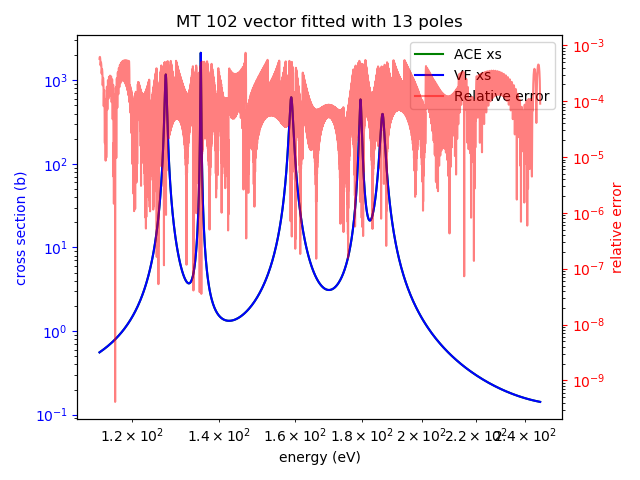 MT 102 vector fitted with 13 poles
ACE xs
VF xs
Relative error
10³
10²
10¹
10⁰
10⁻¹
cross section (b)
10⁻³
10⁻⁴
10⁻⁵
10⁻⁶
10⁻⁷
10⁻⁸
10⁻⁹
relative error
1.2 × 10² 1.4 × 10² 1.6 × 10² 1.8 × 10² 2 × 10² 2.2 × 10² 2.4 × 10²
energy (eV)